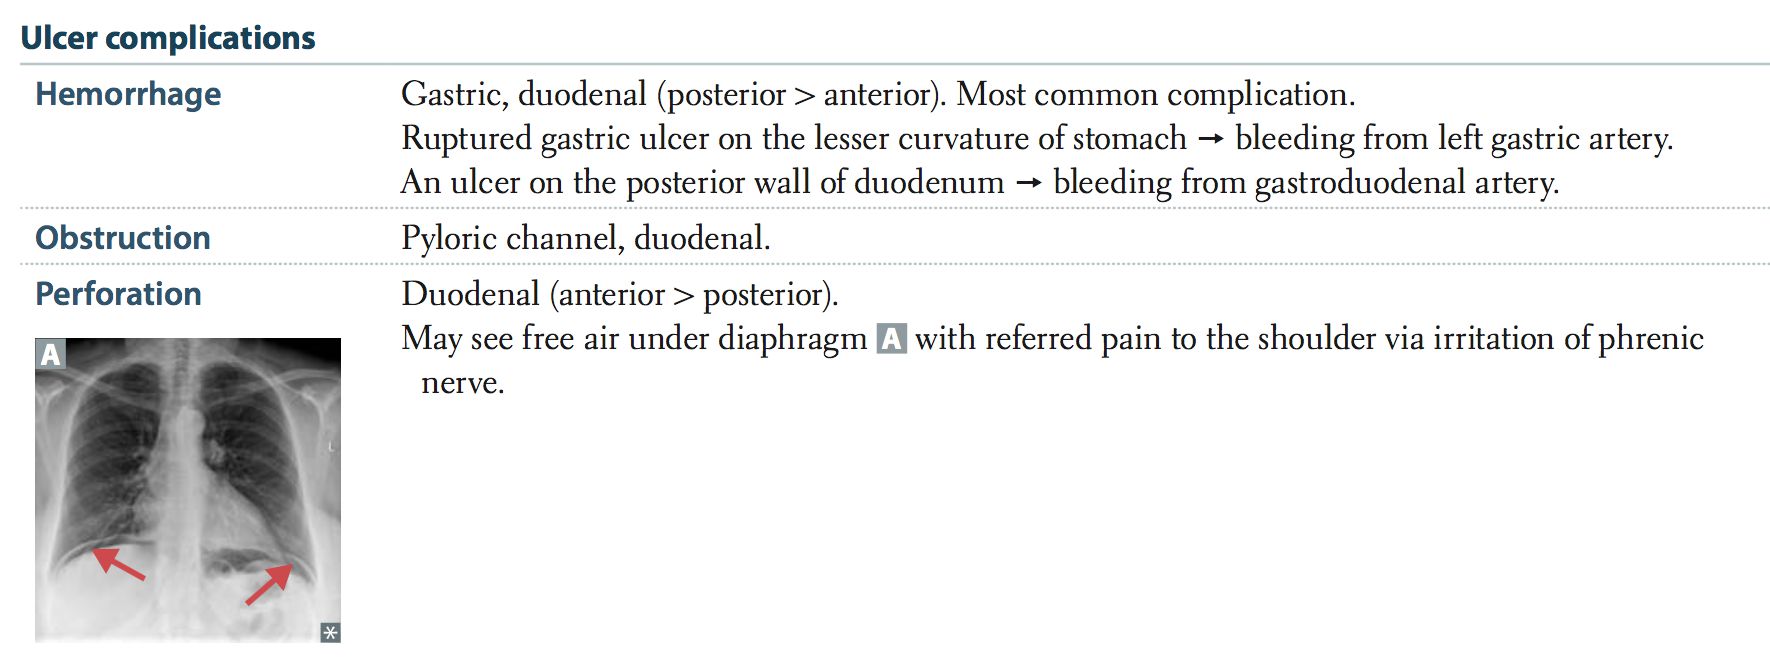 Ulcer complications
Hemorrhage
Gastric, duodenal (posterior > anterior). Most common complication.
Ruptured gastric ulcer on the lesser curvature of stomach → bleeding from left gastric artery.
An ulcer on the posterior wall of duodenum → bleeding from gastroduodenal artery.
Obstruction
Pyloric channel, duodenal.
Perforation
Duodenal (anterior > posterior).
May see free air under diaphragm A with referred pain to the shoulder via irritation of phrenic
nerve.
A
L